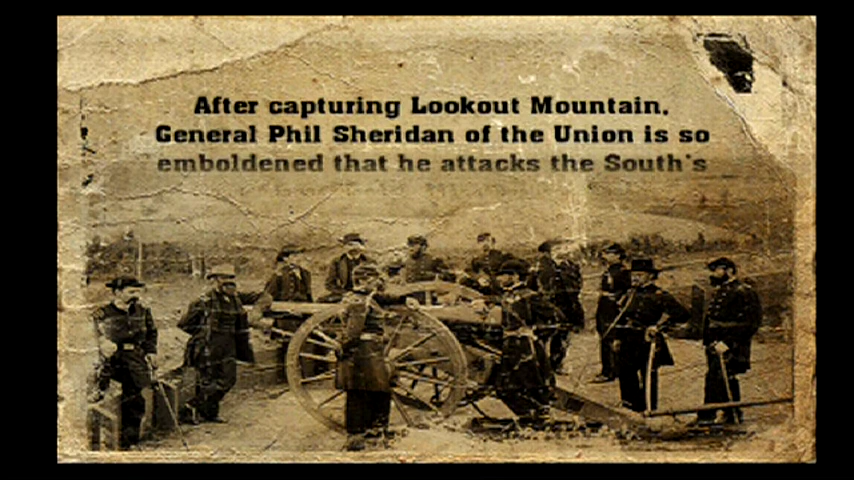 After capturing Lookout Mountain,
General Phil Sheridan of the Union is so
emboldened that he attacks the South's